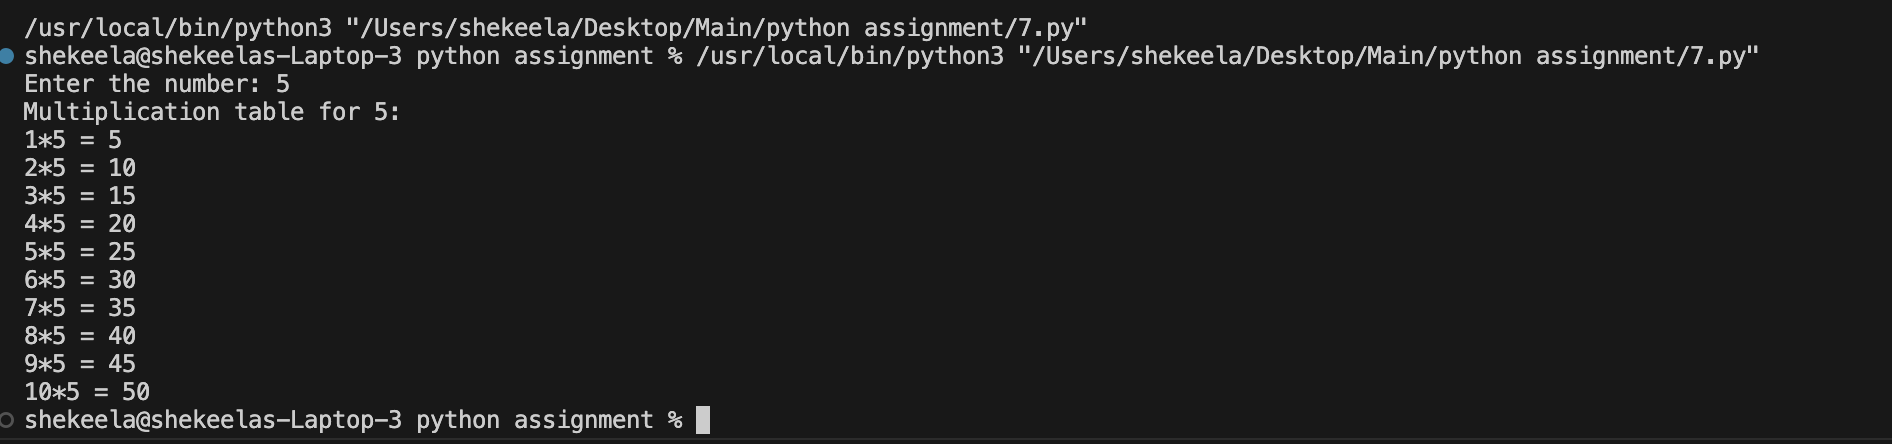 /usr/local/bin/python3 "/Users/shekeela/Desktop/Main/python assignment/7.py"
shekeela@shekeelas-Laptop-3 python assignment % /usr/local/bin/python3 "/Users/shekeela/Desktop/Main/python assignment/7.py"
Enter the number: 5
Multiplication table for 5:
1*5 = 5
2*5 = 10
3*5 = 15
4*5 = 20
5*5 = 25
6*5 = 30
7*5 = 35
8*5 = 40
9*5 = 45
10*5 = 50
shekeela@shekeelas-Laptop-3 python assignment %